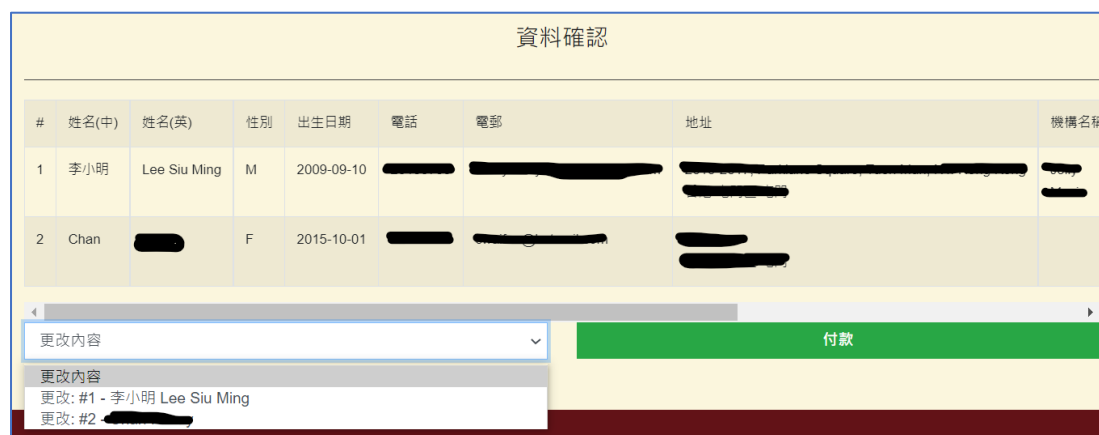 資料確認
# 姓名(中) 姓名(英) 性別 出生日期 電話 電郵 地址 機構名稱
1 李小明 Lee Siu Ming M 2009-09-10
2 Chan F 2015-10-01
更改內容 付款
更改內容
更改: #1 - 李小明 Lee Siu Ming
更改: #2 -